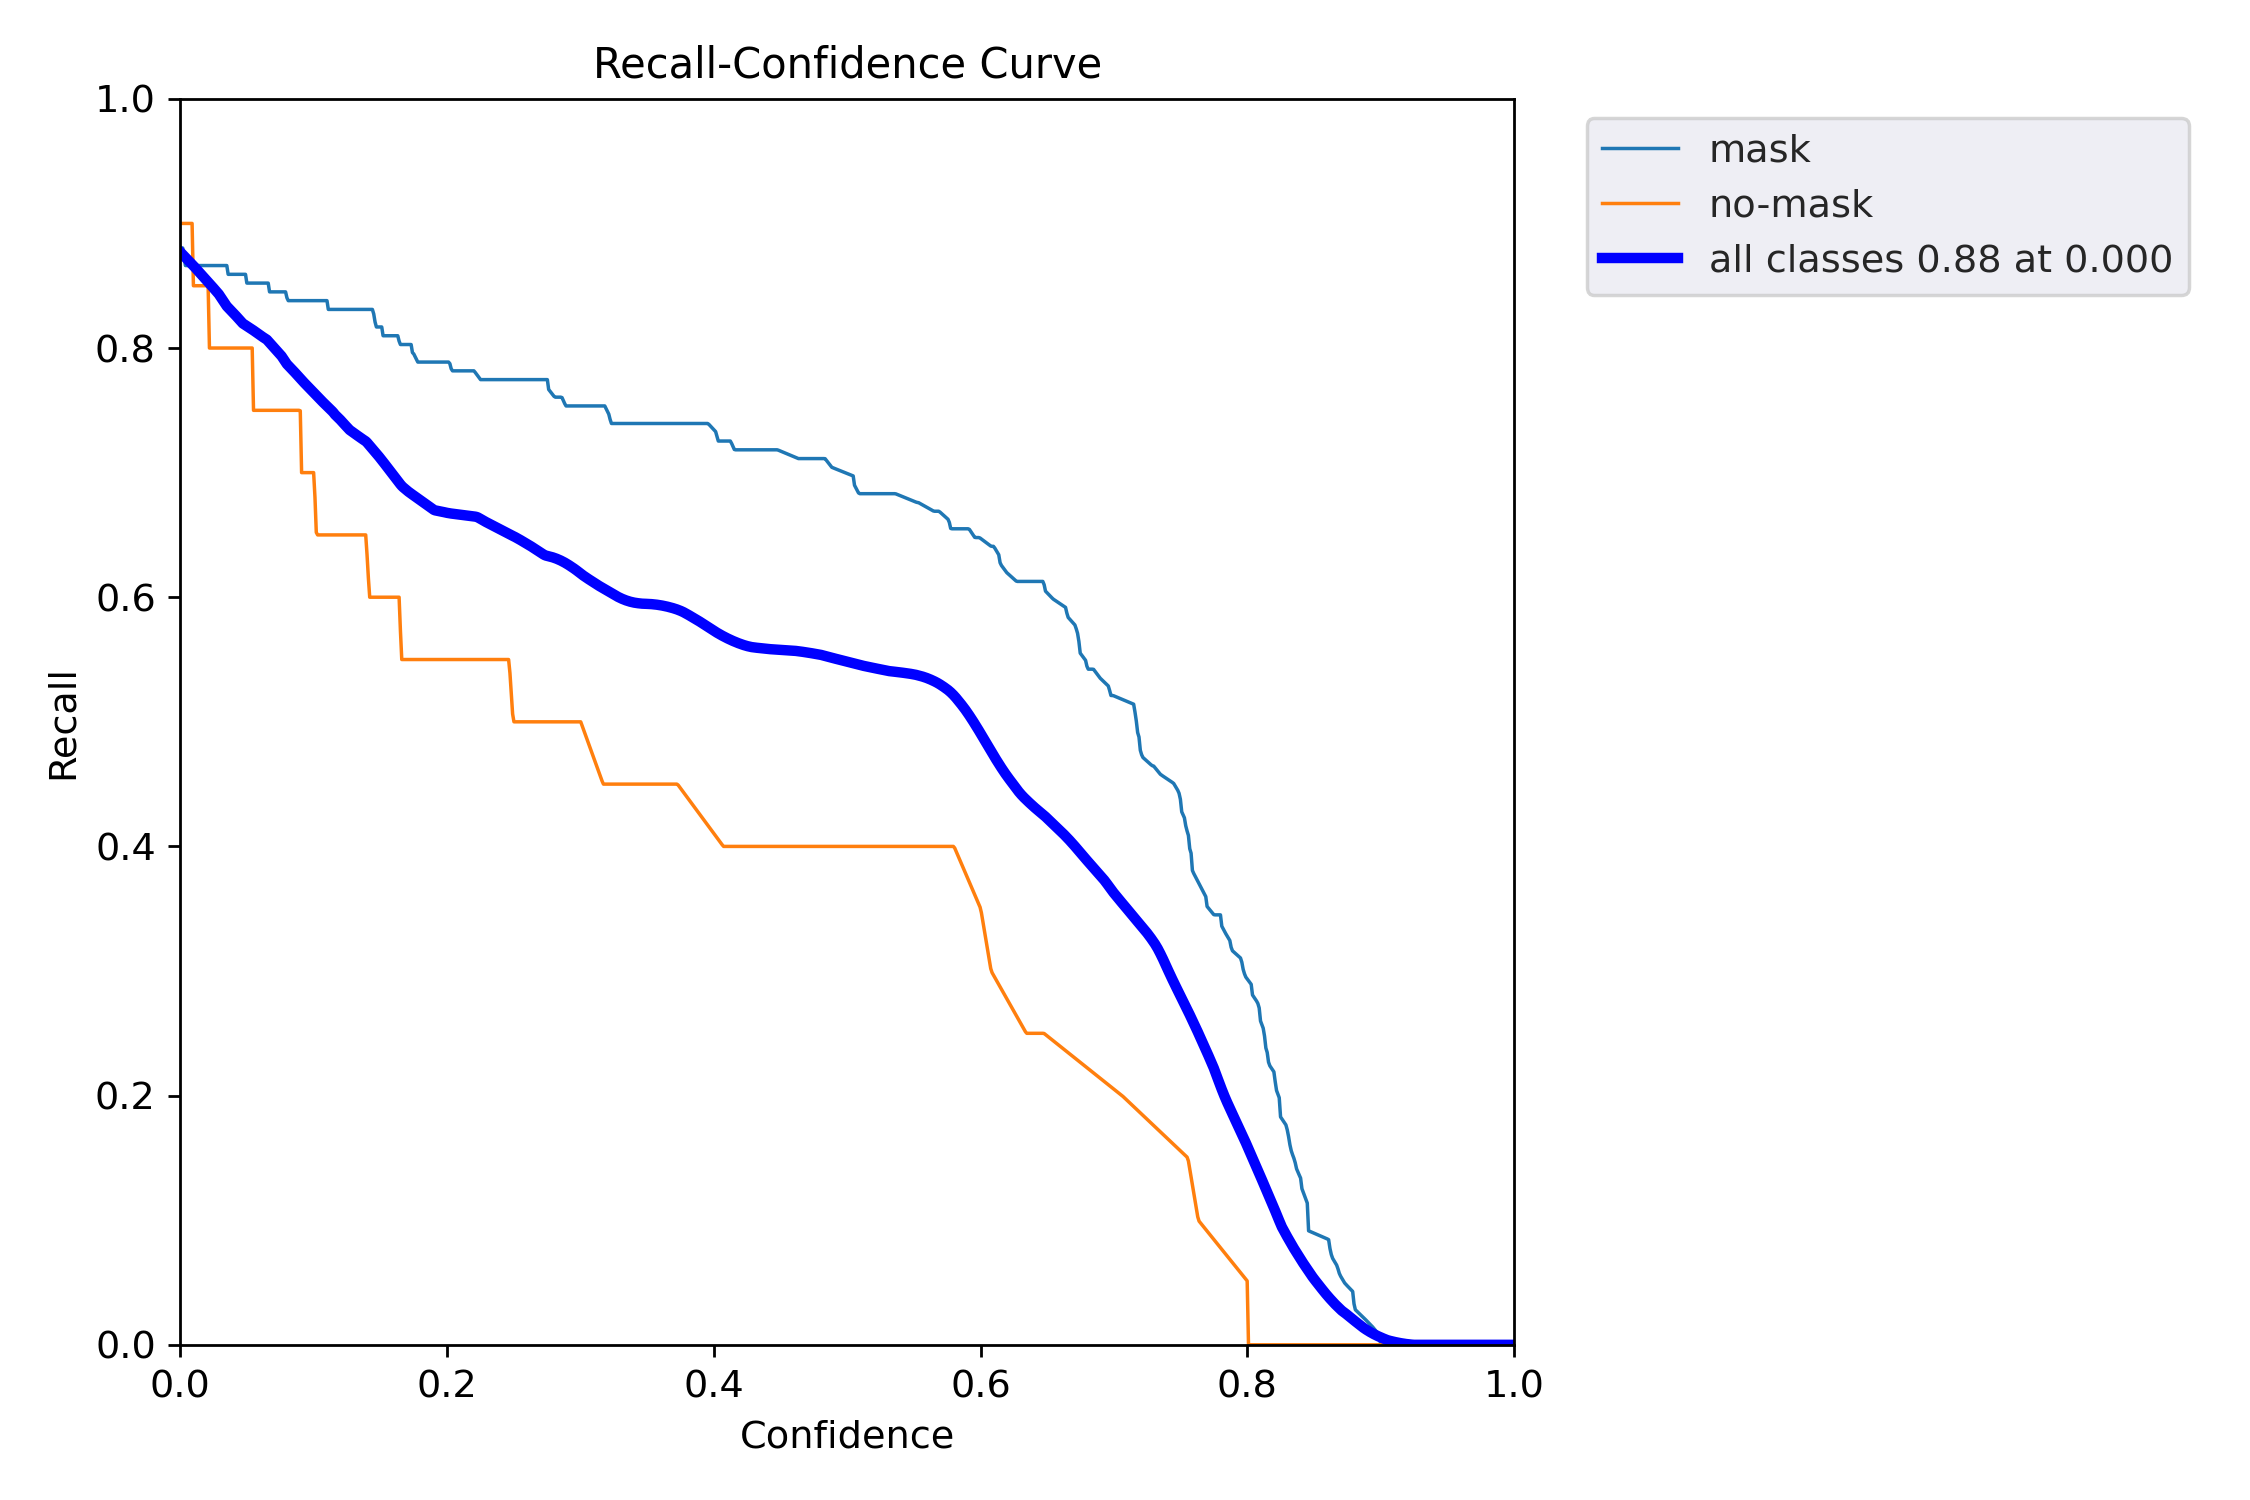 Recall-Confidence Curve
1.0
0.8
0.6
0.4
0.2
0.0
Recall
0.0 0.2 0.4 0.6 0.8 1.0
Confidence
mask
no-mask
all classes 0.88 at 0.000